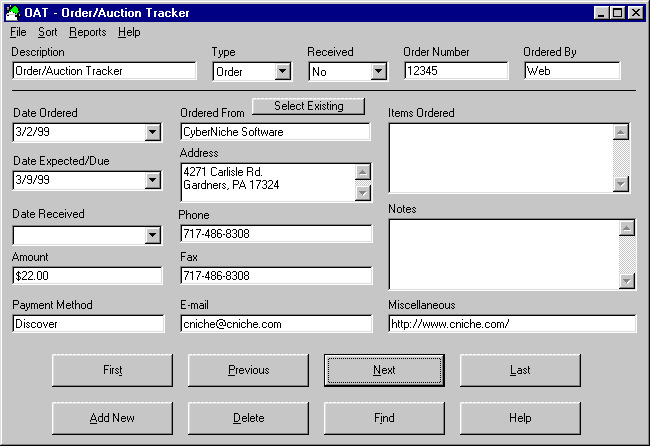 OAT - Order/Auction Tracker
File Sort Reports Help
Description Type Received Order Number Ordered By
Order/Auction Tracker Order No 12345 Web
Select Existing
Date Ordered Ordered From Items Ordered
3/2/99 CyberNiche Software
Date Expected/Due Address
3/9/99 4271 Carlisle Rd.
Gardners, PA 17324
Date Received Phone Notes
717-486-8308
Amount Fax
$22.00 717-486-8308
Payment Method E-mail Miscellaneous
Discover cniche@cniche.com http://www.cniche.com/
First Previous Next Last
Add New Delete Find Help